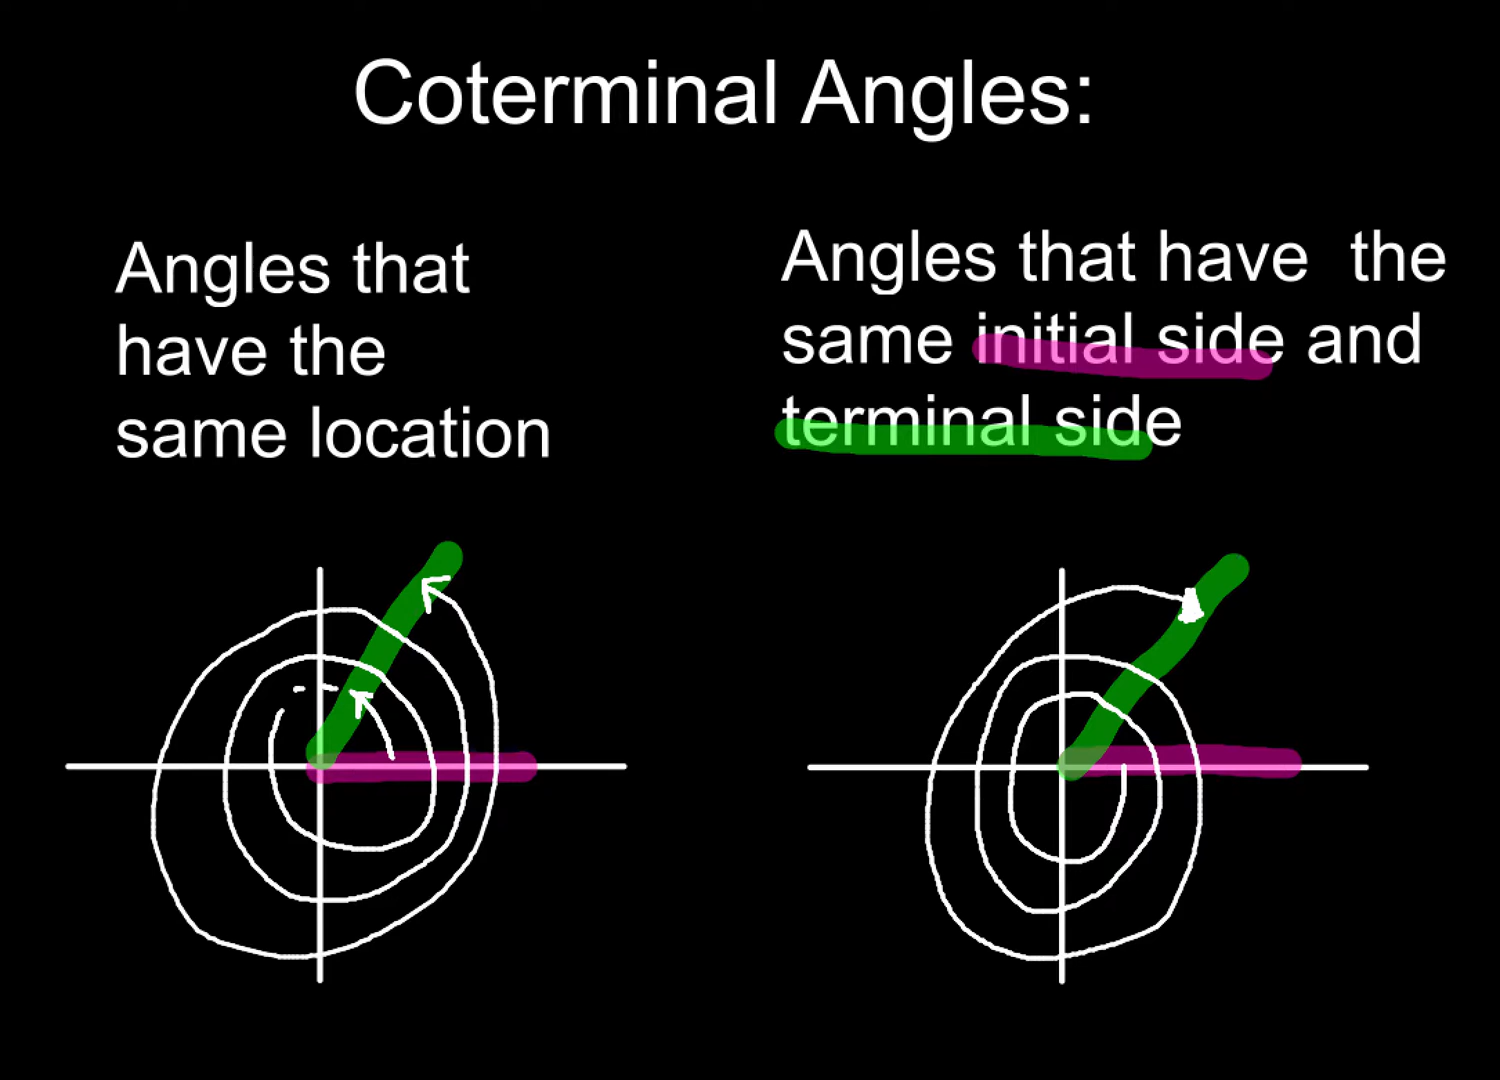 Coterminal Angles:
Angles that
have the
same location
Angles that have the
same initial side and
terminal side